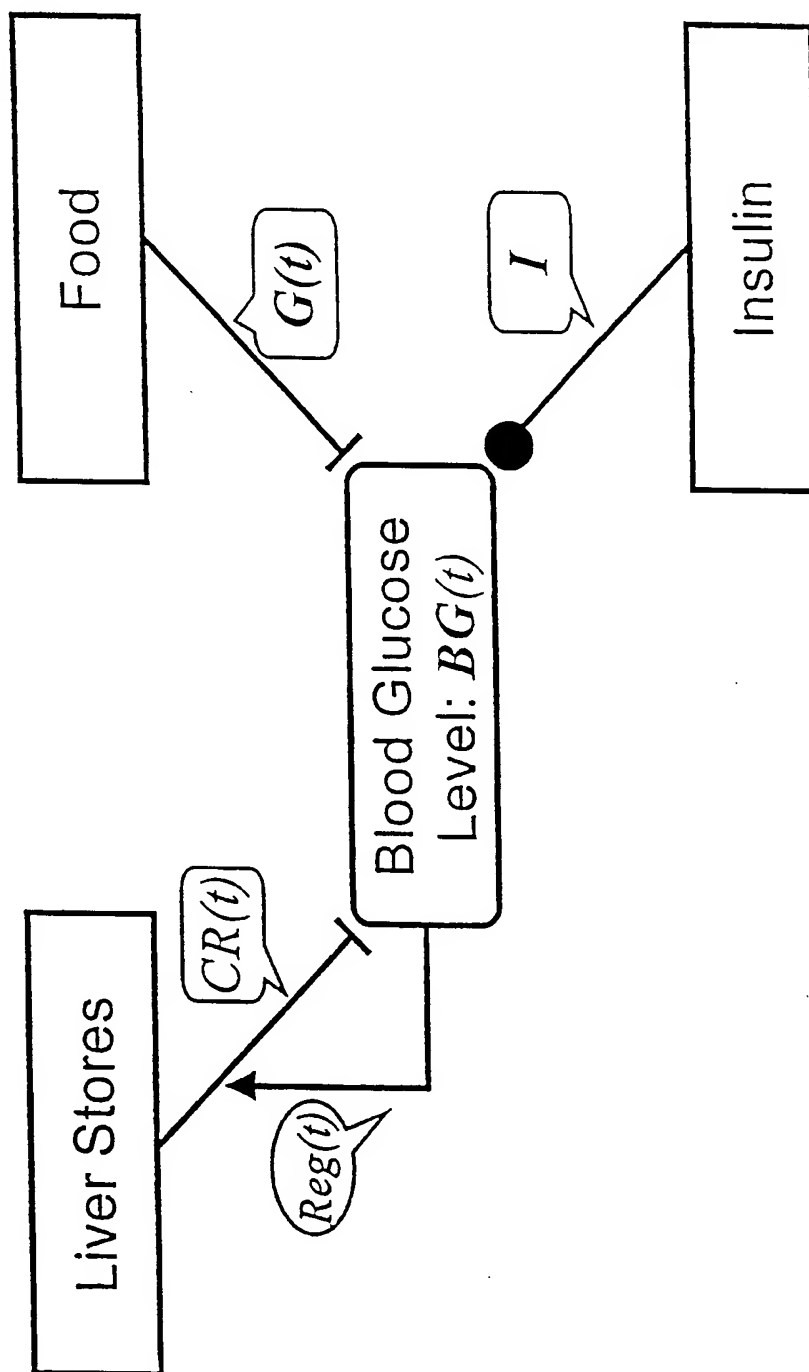 Liver Stores
Food
CR(t)
G(t)
Reg(t)
Blood Glucose
Level: BG(t)
I
Insulin